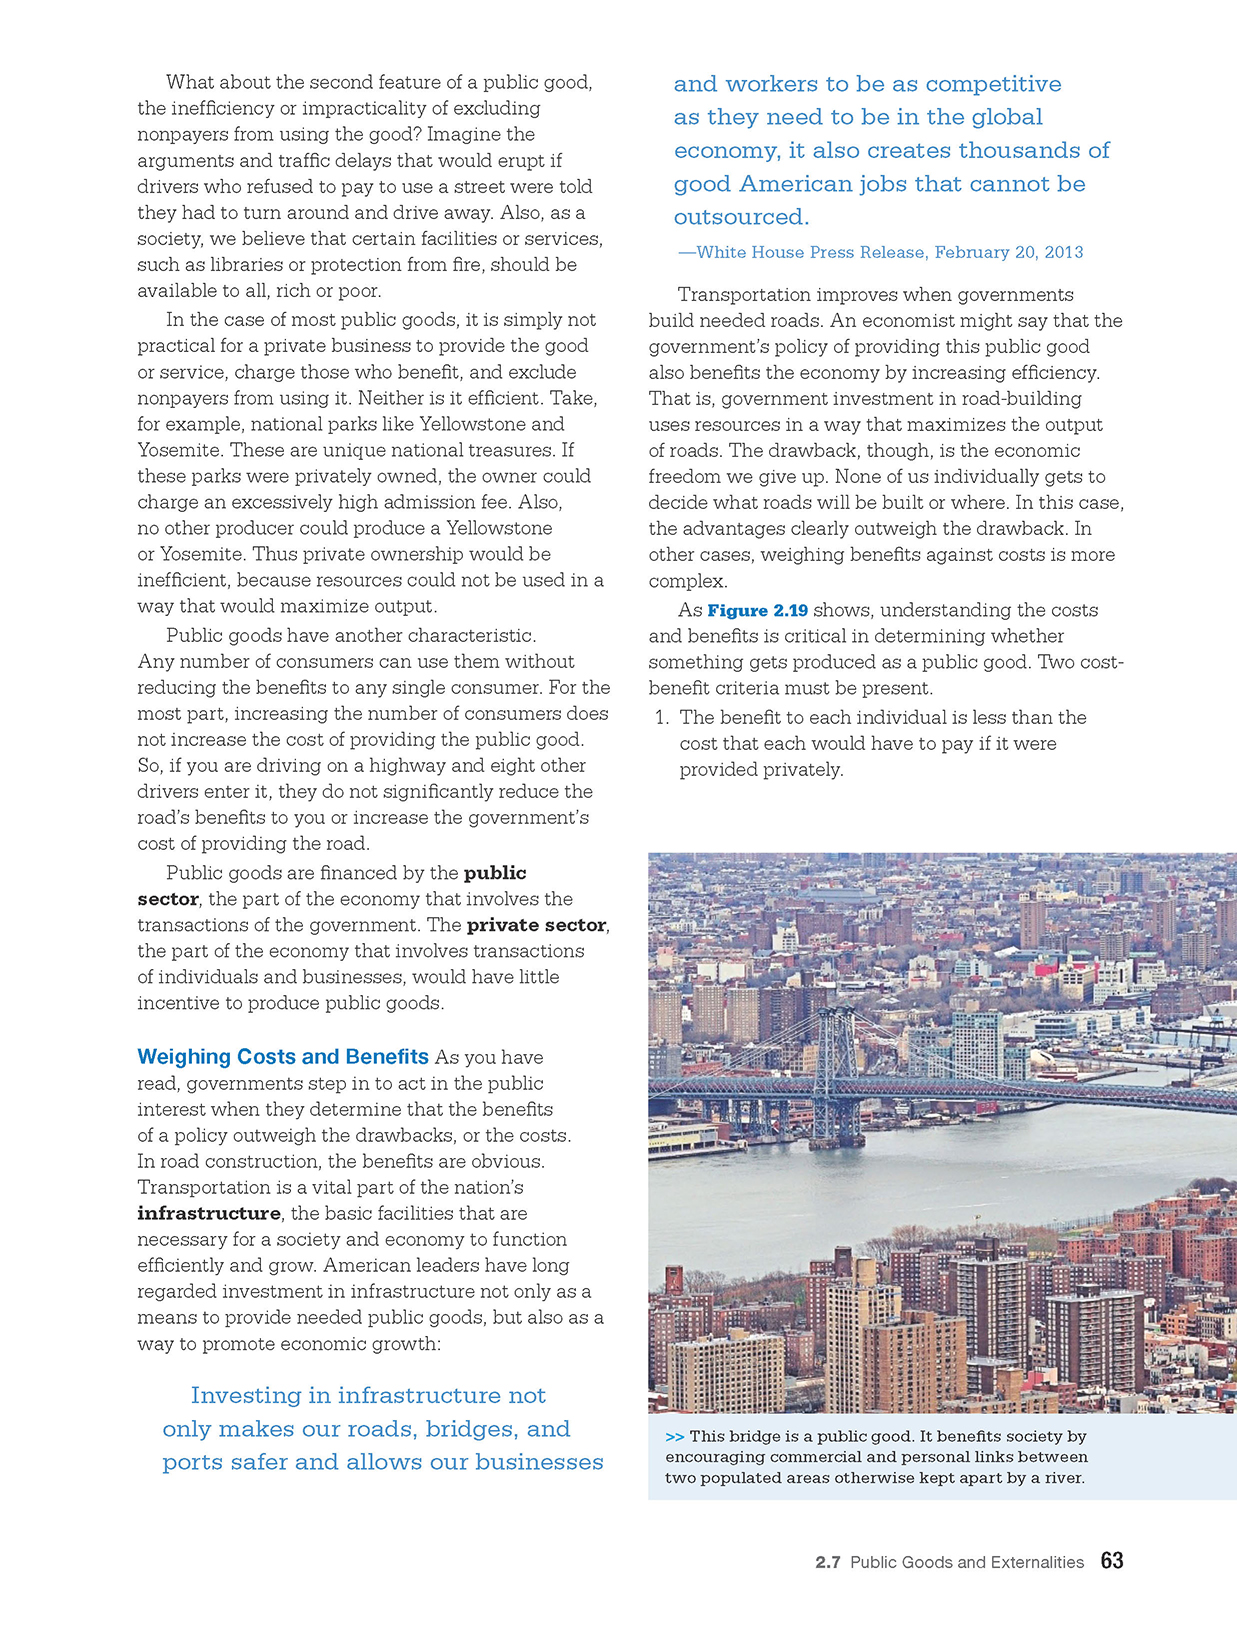 What about the second feature of a public good,
the inefficiency or impracticality of excluding
nonpayers from using the good? Imagine the
arguments and traffic delays that would erupt if
drivers who refused to pay to use a street were told
they had to turn around and drive away. Also, as a
society, we believe that certain facilities or services,
such as libraries or protection from fire, should be
available to all, rich or poor.
In the case of most public goods, it is simply not
practical for a private business to provide the good
or service, charge those who benefit, and exclude
nonpayers from using it. Neither is it efficient. Take,
for example, national parks like Yellowstone and
Yosemite. These are unique national treasures. If
these parks were privately owned, the owner could
charge an excessively high admission fee. Also,
no other producer could produce a Yellowstone
or Yosemite. Thus private ownership would be
inefficient, because resources could not be used in a
way that would maximize output.
Public goods have another characteristic.
Any number of consumers can use them without
reducing the benefits to any single consumer. For the
most part, increasing the number of consumers does
not increase the cost of providing the public good.
So, if you are driving on a highway and eight other
drivers enter it, they do not significantly reduce the
road's benefits to you or increase the government's
cost of providing the road.
Public goods are financed by the public
sector, the part of the economy that involves the
transactions of the government. The private sector,
the part of the economy that involves transactions
of individuals and businesses, would have little
incentive to produce public goods.
Weighing Costs and Benefits As you have
read, governments step in to act in the public
interest when they determine that the benefits
of a policy outweigh the drawbacks, or the costs.
In road construction, the benefits are obvious.
Transportation is a vital part of the nation's
infrastructure, the basic facilities that are
necessary for a society and economy to function
efficiently and grow. American leaders have long
regarded investment in infrastructure not only as a
means to provide needed public goods, but also as a
way to promote economic growth:
Investing in infrastructure not
only makes our roads, bridges, and
ports safer and allows our businesses
and workers to be as competitive
as they need to be in the global
economy, it also creates thousands of
good American jobs that cannot be
outsourced.
—White House Press Release, February 20, 2013
Transportation improves when governments
build needed roads. An economist might say that the
government's policy of providing this public good
also benefits the economy by increasing efficiency.
That is, government investment in road-building
uses resources in a way that maximizes the output
of roads. The drawback, though, is the economic
freedom we give up. None of us individually gets to
decide what roads will be built or where. In this case,
the advantages clearly outweigh the drawback. In
other cases, weighing benefits against costs is more
complex.
As Figure 2.19 shows, understanding the costs
and benefits is critical in determining whether
something gets produced as a public good. Two cost-
benefit criteria must be present.
1. The benefit to each individual is less than the
cost that each would have to pay if it were
provided privately.
>> This bridge is a public good. It benefits society by
encouraging commercial and personal links between
two populated areas otherwise kept apart by a river.
2.7 Public Goods and Externalities 63